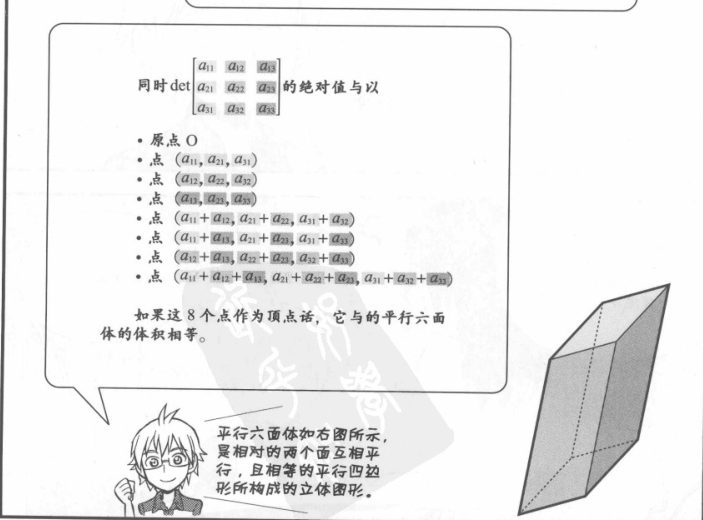 同时det [a₁₁ a₁₂ a₁₃
a₂₁ a₂₂ a₂₃
a₃₁ a₃₂ a₃₃] 的绝对值与以
• 原点 O
• 点 (a₁₁, a₂₁, a₃₁)
• 点 (a₁₂, a₂₂, a₃₂)
• 点 (a₁₃, a₂₃, a₃₃)
• 点 (a₁₁+a₁₂, a₂₁+a₂₂, a₃₁+a₃₂)
• 点 (a₁₁+a₁₃, a₂₁+a₂₃, a₃₁+a₃₃)
• 点 (a₁₂+a₁₃, a₂₂+a₂₃, a₃₂+a₃₃)
• 点 (a₁₁+a₁₂+a₁₃, a₂₁+a₂₂+a₂₃, a₃₁+a₃₂+a₃₃)
如果这 8 个点作为顶点话，它与的平行六面
体的体积相等。
平行六面体如右图所示，
是相对的两个面互相平
行，且相等的平行四边
形所构成的立体图形。